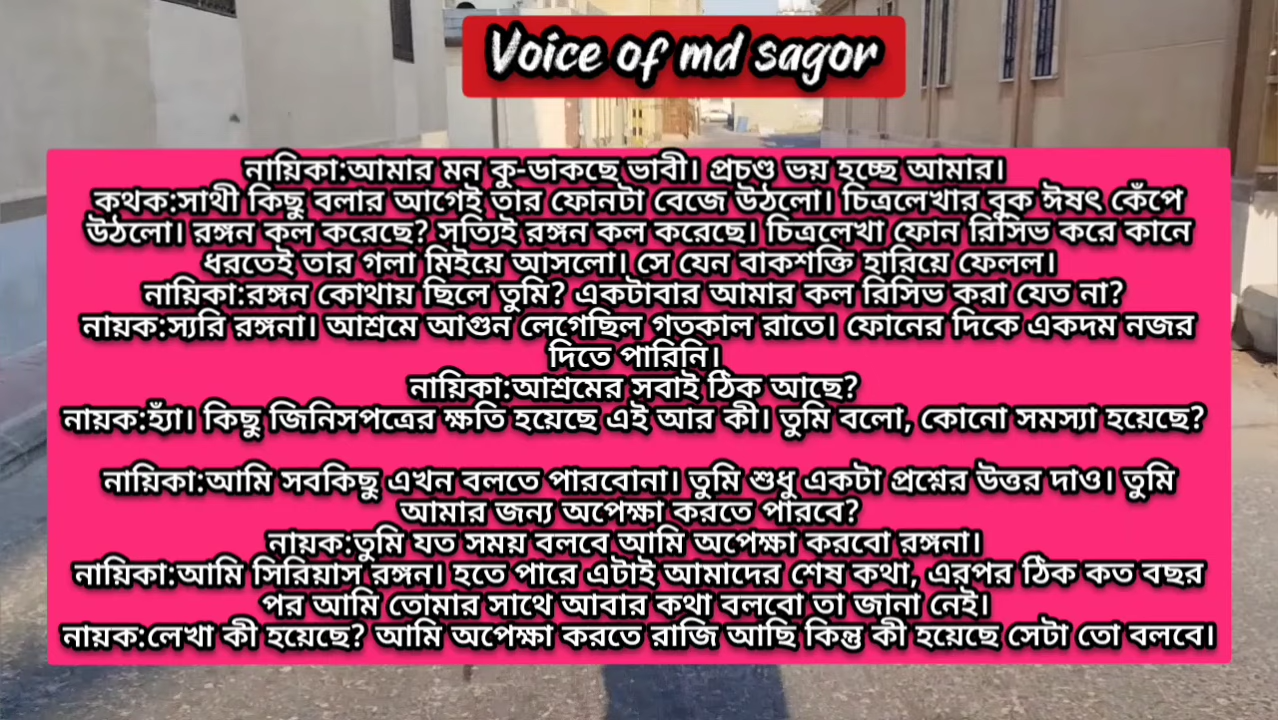 Voice of md sagor
নায়িকা:আমার মন কু-ডাকছে ভাবী। প্রচণ্ড ভয় হচ্ছে আমার।
কথক:সাথী কিছু বলার আগেই তার ফোনটা বেজে উঠলো। চিত্রলেখার বুক ঈষৎ কেঁপে
উঠলো। রঙ্গন কল করেছে? সত্যিই রঙ্গন কল করেছে। চিত্রলেখা ফোন রিসিভ করে কানে
ধরতেই তার গলা মিইয়ে আসলো। সে যেন বাকশক্তি হারিয়ে ফেলল।
নায়িকা:রঙ্গন কোথায় ছিলে তুমি? একটাবার আমার কল রিসিভ করা যেত না?
নায়ক:স্যরি রঙ্গনা। আশ্রমে আগুন লেগেছিল গতকাল রাতে। ফোনের দিকে একদম নজর
দিতে পারিনি।
নায়িকা:আশ্রমের সবাই ঠিক আছে?
নায়ক:হ্যাঁ। কিছু জিনিসপত্রের ক্ষতি হয়েছে এই আর কী। তুমি বলো, কোনো সমস্যা হয়েছে?
নায়িকা:আমি সবকিছু এখন বলতে পারবোনা। তুমি শুধু একটা প্রশ্নের উত্তর দাও। তুমি
আমার জন্য অপেক্ষা করতে পারবে?
নায়ক:তুমি যত সময় বলবে আমি অপেক্ষা করবো রঙ্গনা।
নায়িকা:আমি সিরিয়াস রঙ্গন। হতে পারে এটাই আমাদের শেষ কথা, এরপর ঠিক কত বছর
পর আমি তোমার সাথে আবার কথা বলবো তা জানা নেই।
নায়ক:লেখা কী হয়েছে? আমি অপেক্ষা করতে রাজি আছি কিন্তু কী হয়েছে সেটা তো বলবে।